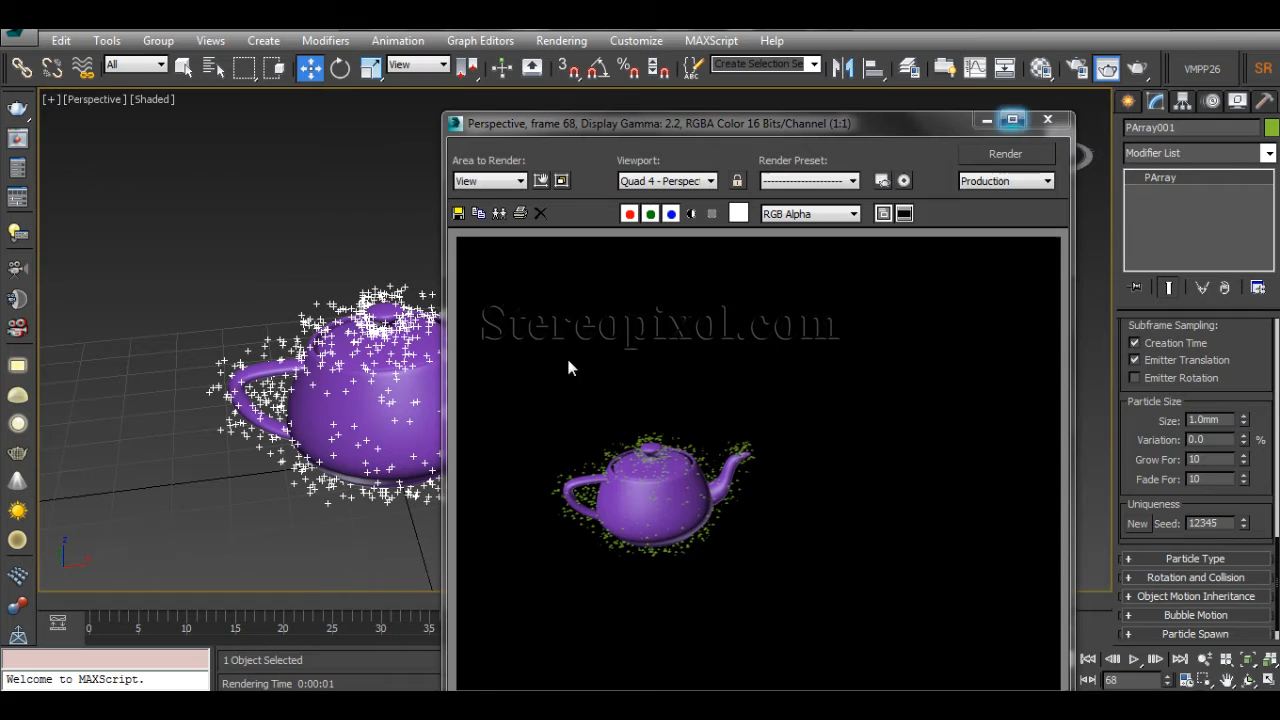 Edit Tools Group Views Create Modifiers Animation Graph Editors Rendering Customize MAXScript Help
All View 3 Create Selection Se VMPP26 SR
[+] [Perspective ] [Shaded ]
Perspective, frame 68, Display Gamma: 2.2, RGBA Color 16 Bits/Channel (1:1)
Area to Render: Viewport: Render Preset: Render
View Quad 4 - Perspect -------------------- Production
RGB Alpha
Stereopixol.com
PArray001
Modifier List
PArray
Subframe Sampling:
Creation Time
Emitter Translation
Emitter Rotation
Particle Size
Size: 1.0mm
Variation: 0.0 %
Grow For: 10
Fade For: 10
Uniqueness
New Seed: 12345
+ Particle Type
+ Rotation and Collision
+ Object Motion Inheritance
+ Bubble Motion
+ Particle Spawn
z
x
0 5 10 15 20 25 30 35
1 Object Selected
Welcome to MAXScript. Rendering Time 0:00:01
68